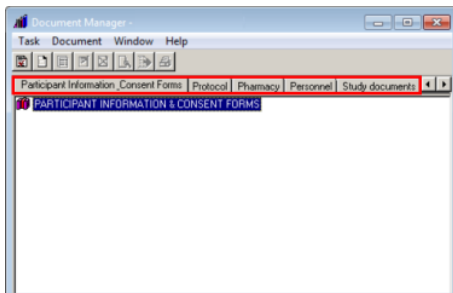 Document Manager -
Task Document Window Help
Participant Information_Consent Forms Protocol Pharmacy Personnel Study documents
PARTICIPANT INFORMATION & CONSENT FORMS